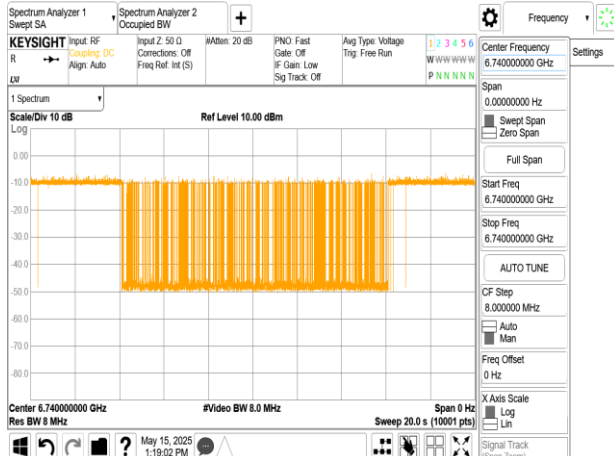 Spectrum Analyzer 1
Swept SA
Spectrum Analyzer 2
Occupied BW
+
Frequency
KEYSIGHT
R
LXI
Input: RF
Coupling: DC
Align: Auto
Input Z: 50 Ω
Corrections: Off
Freq Ref: Int (S)
#Atten: 20 dB
PNO: Fast
Gate: Off
IF Gain: Low
Sig Track: Off
Avg Type: Voltage
Trig: Free Run
1 2 3 4 5 6
W W W W W W
P N N N N N
Center Frequency
6.740000000 GHz
Settings
Span
0.00000000 Hz
Swept Span
Zero Span
Full Span
Start Freq
6.740000000 GHz
Stop Freq
6.740000000 GHz
AUTO TUNE
CF Step
8.000000 MHz
Auto
Man
Freq Offset
0 Hz
X Axis Scale
Log
Lin
Signal Track
(Span Zoom)
1 Spectrum
Scale/Div 10 dB
Ref Level 10.00 dBm
Log
0.00
-10.0
-20.0
-30.0
-40.0
-50.0
-60.0
-70.0
-80.0
Center 6.740000000 GHz
#Video BW 8.0 MHz
Span 0 Hz
Res BW 8 MHz
Sweep 20.0 s (10001 pts)
?
May 15, 2025
1:19:02 PM